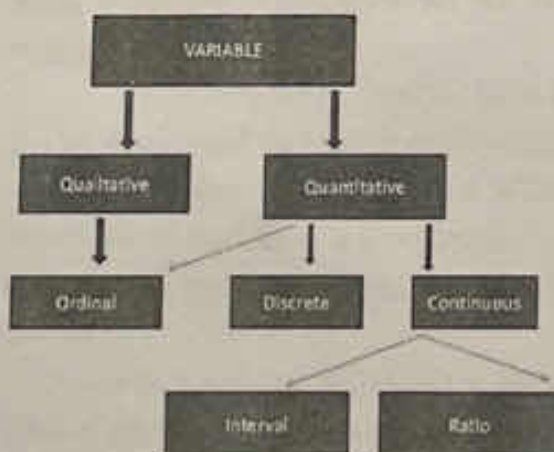 VARIABLE
Qualitative
Quantitative
Ordinal
Discrete
Continuous
Interval
Ratio